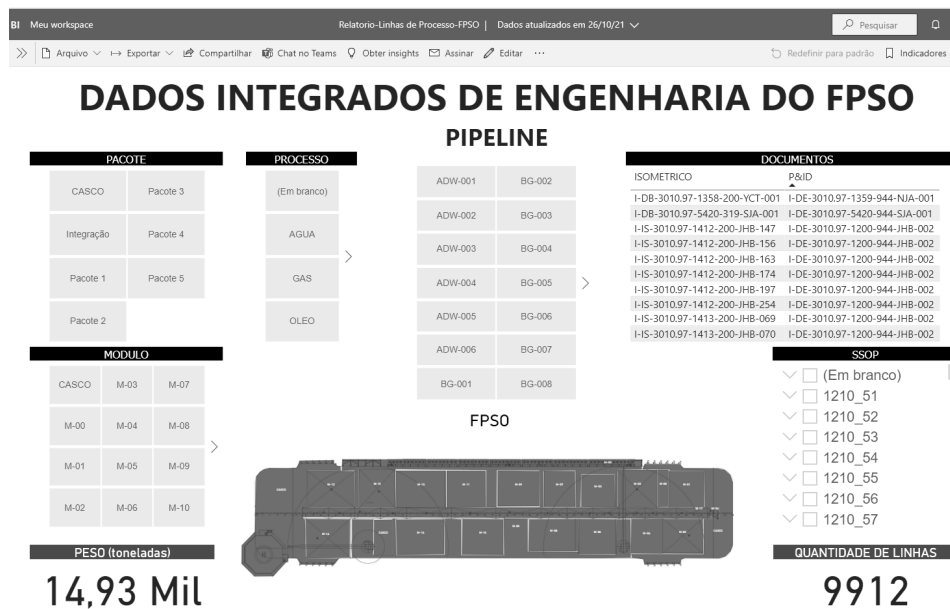 BI Meu workspace Relatorio-Linhas de Processo-FPSO | Dados atualizados em 26/10/21 Pesquisar
Arquivo Exportar Compartilhar Chat no Teams Obter insights Assinar Editar ··· Redefinir para padrão Indicadores
DADOS INTEGRADOS DE ENGENHARIA DO FPSO
PIPELINE
PACOTE
CASCO Pacote 3
Integração Pacote 4
Pacote 1 Pacote 5
Pacote 2
PROCESSO
(Em branco)
AGUA
GAS
OLEO
ADW-001 BG-002
ADW-002 BG-003
ADW-003 BG-004
ADW-004 BG-005
ADW-005 BG-006
ADW-006 BG-007
BG-001 BG-008
DOCUMENTOS
ISOMETRICO P&ID
I-DB-3010.97-1358-200-YCT-001 I-DE-3010.97-1359-944-NJA-001
I-DB-3010.97-5420-319-SJA-001 I-DE-3010.97-5420-944-SJA-001
I-IS-3010.97-1412-200-JHB-147 I-DE-3010.97-1200-944-JHB-002
I-IS-3010.97-1412-200-JHB-156 I-DE-3010.97-1200-944-JHB-002
I-IS-3010.97-1412-200-JHB-163 I-DE-3010.97-1200-944-JHB-002
I-IS-3010.97-1412-200-JHB-174 I-DE-3010.97-1200-944-JHB-002
I-IS-3010.97-1412-200-JHB-197 I-DE-3010.97-1200-944-JHB-002
I-IS-3010.97-1412-200-JHB-254 I-DE-3010.97-1200-944-JHB-002
I-IS-3010.97-1413-200-JHB-069 I-DE-3010.97-1200-944-JHB-002
I-IS-3010.97-1413-200-JHB-070 I-DE-3010.97-1200-944-JHB-002
MODULO
CASCO M-03 M-07
M-00 M-04 M-08
M-01 M-05 M-09
M-02 M-06 M-10
FPSO
SSOP
(Em branco)
1210_51
1210_52
1210_53
1210_54
1210_55
1210_56
1210_57
PESO (toneladas)
14,93 Mil
QUANTIDADE DE LINHAS
9912